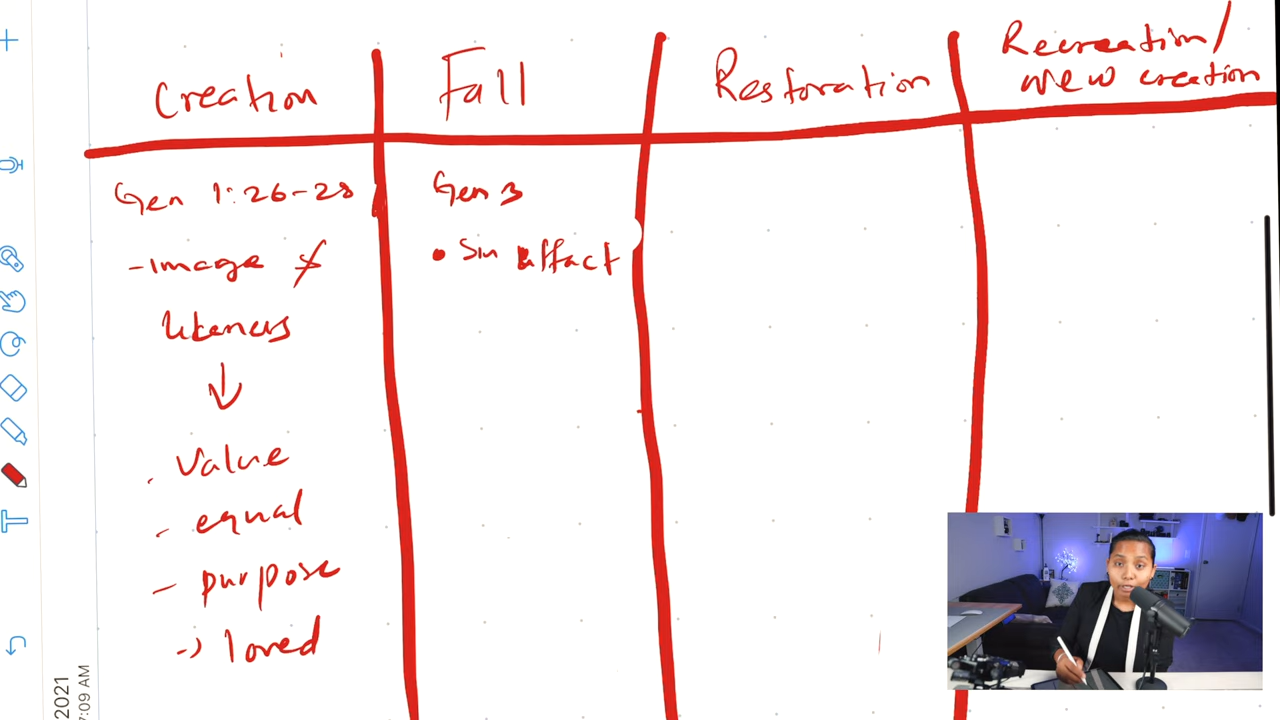 Creation
Fall
Restoration
Recreation/
New creation
Gen 1:26-28
- image &
likeness
↓
. Value
- equal
- purpose
-> loved
Gen 3
• Sin affact
2021
7:09 AM